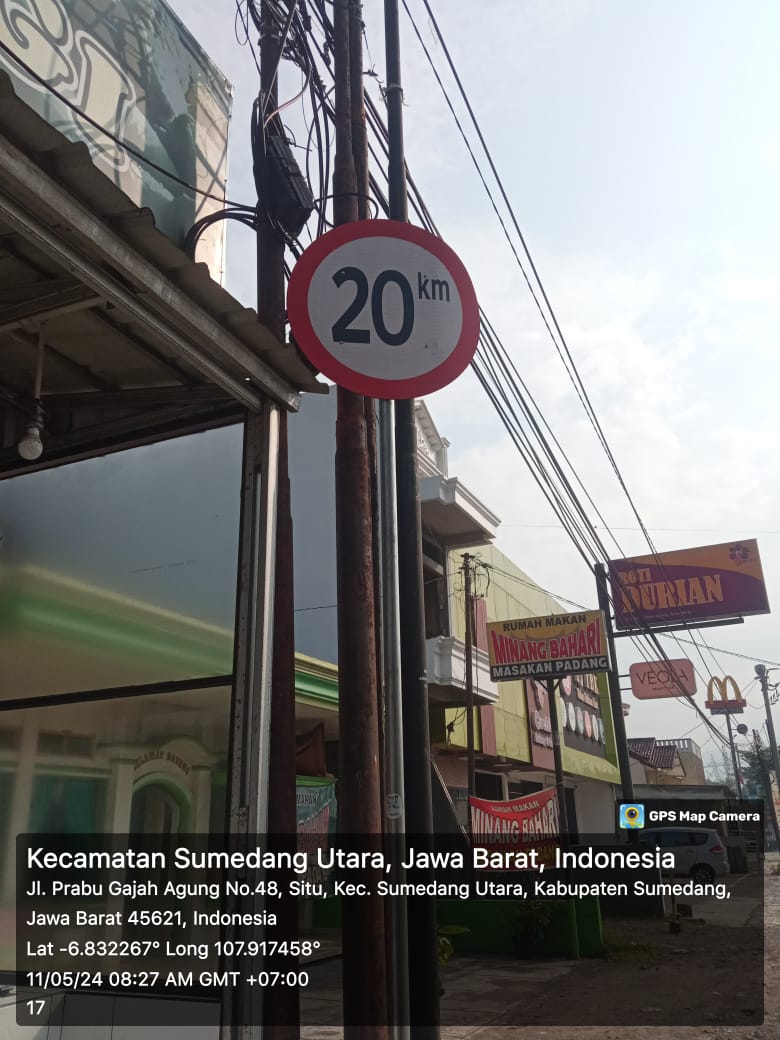 20 km
ROTI
DURIAN
RUMAH MAKAN
MINANG BAHARI
MASAKAN PADANG
VEOLA
SELAMAT DATANG
RUMAH MAKAN
MINANG BAHARI
GPS Map Camera
Kecamatan Sumedang Utara, Jawa Barat, Indonesia
Jl. Prabu Gajah Agung No.48, Situ, Kec. Sumedang Utara, Kabupaten Sumedang,
Jawa Barat 45621, Indonesia
Lat -6.832267° Long 107.917458°
11/05/24 08:27 AM GMT +07:00
17